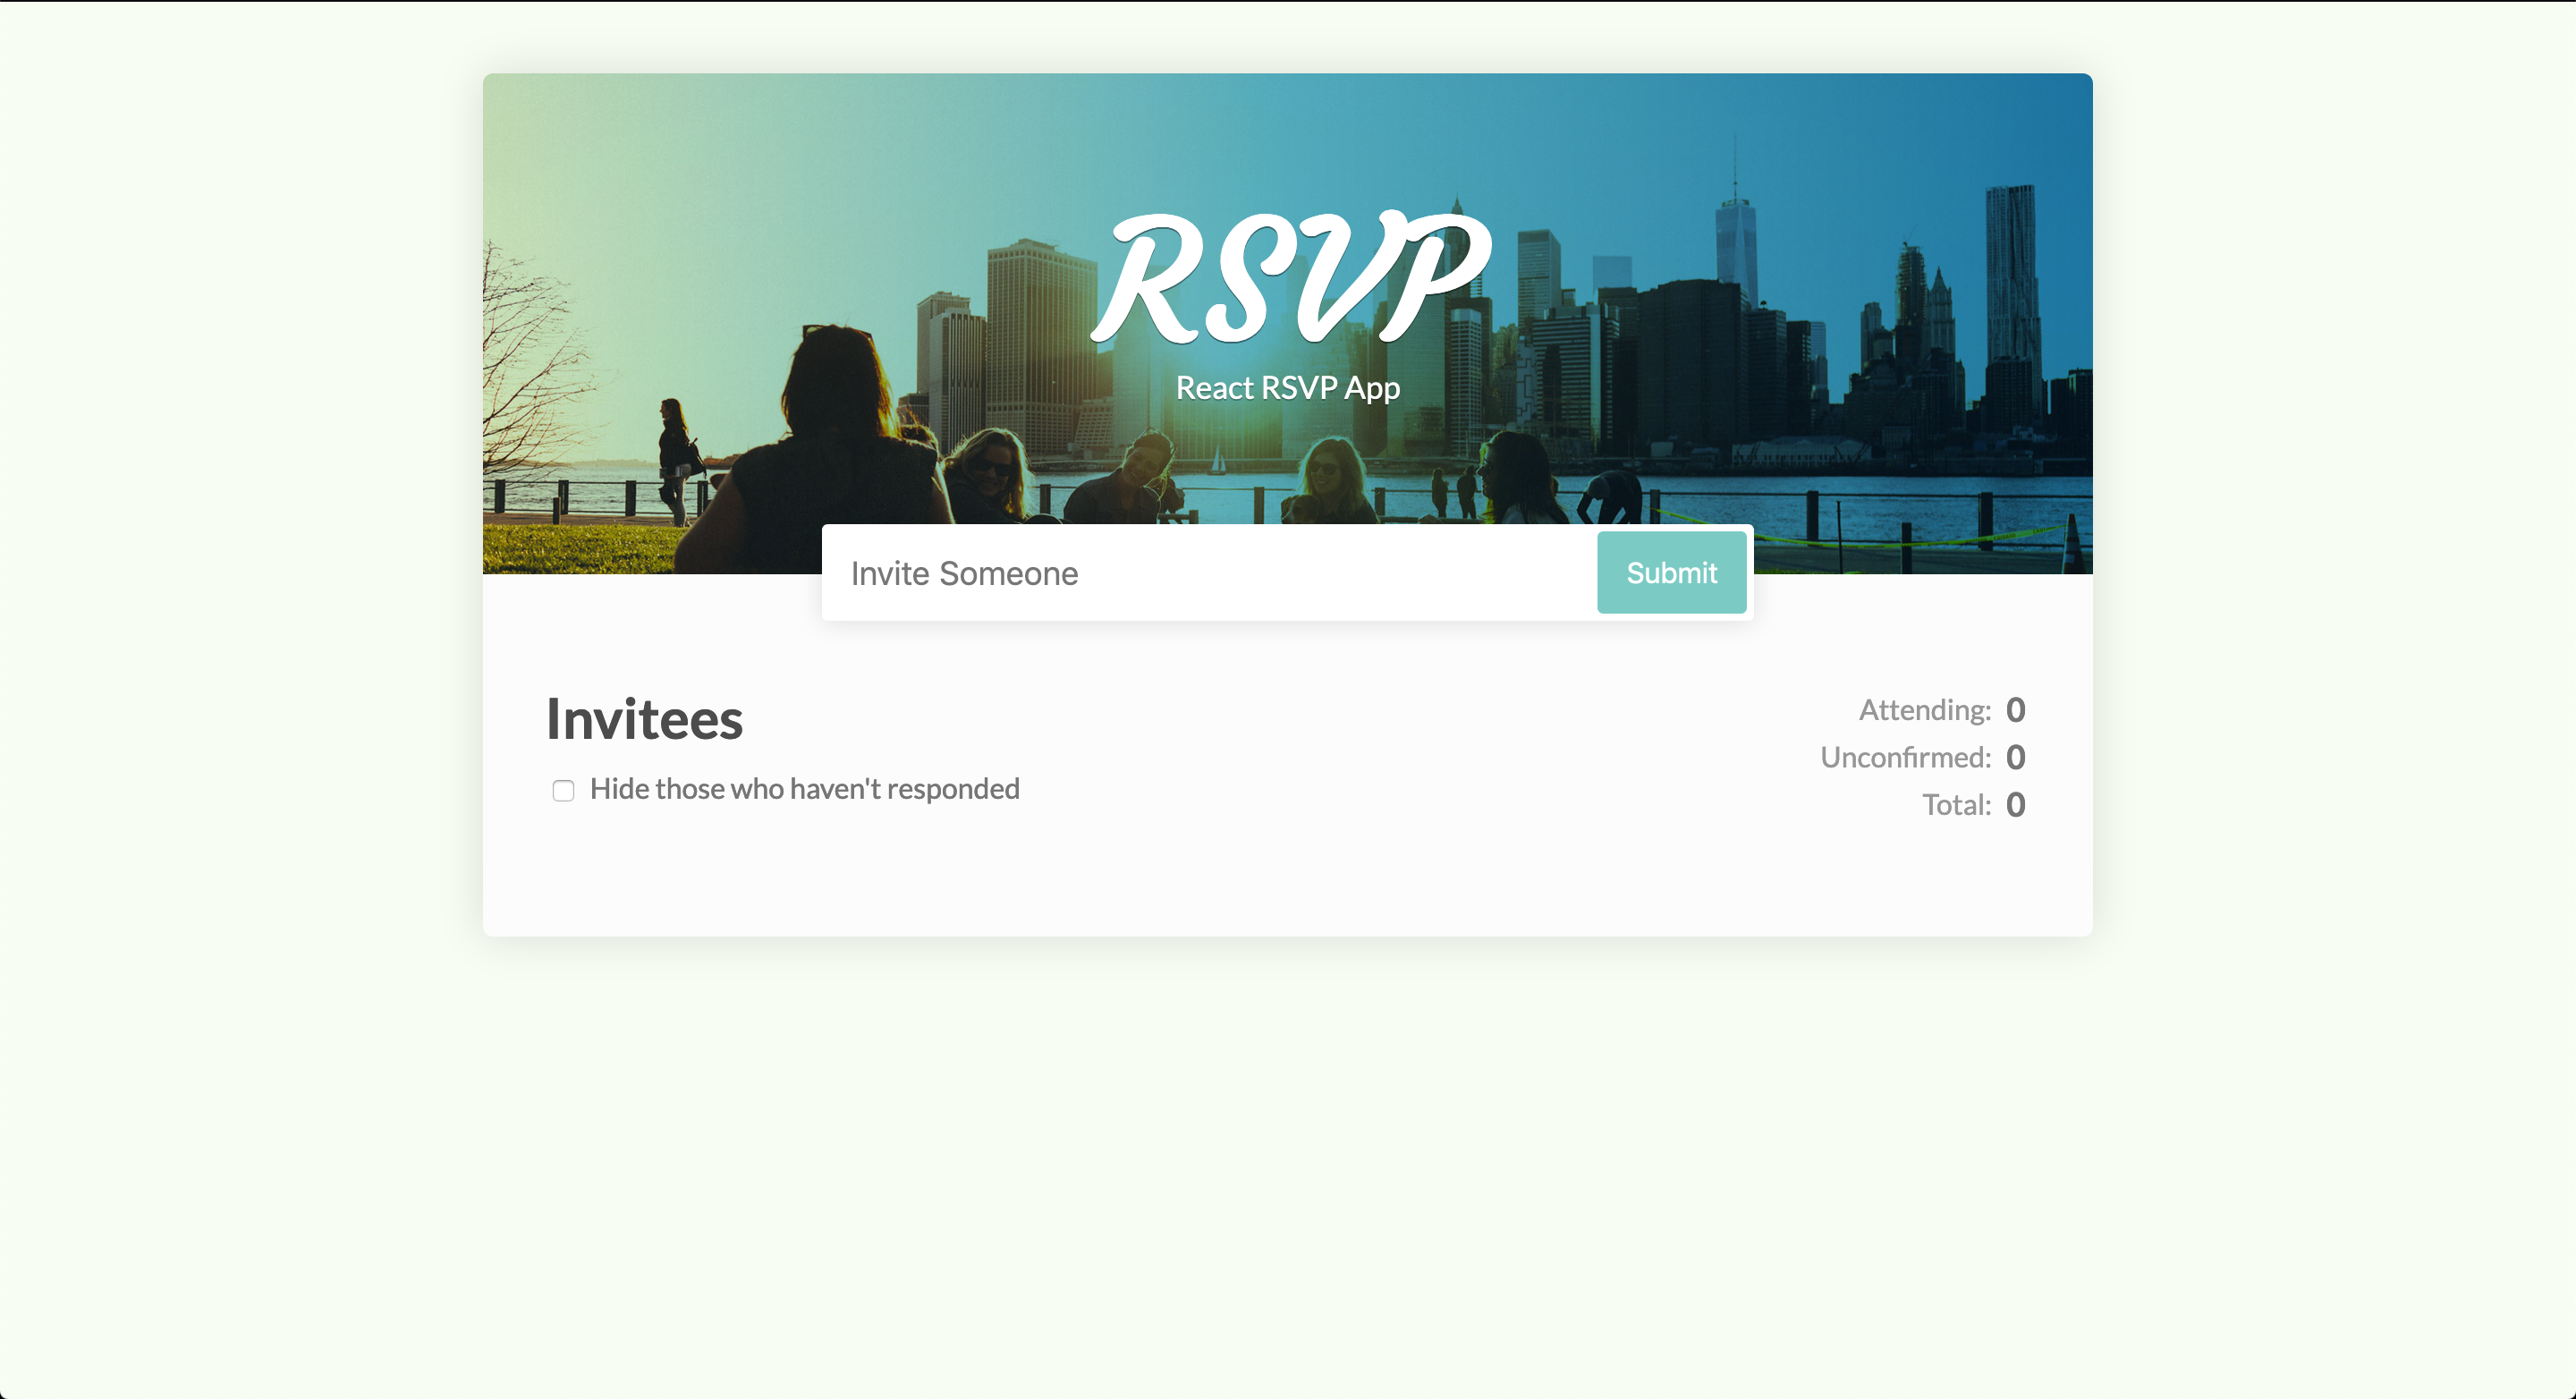 RSVP
React RSVP App
Invite Someone
Submit
Invitees
Hide those who haven't responded
Attending: 0
Unconfirmed: 0
Total: 0